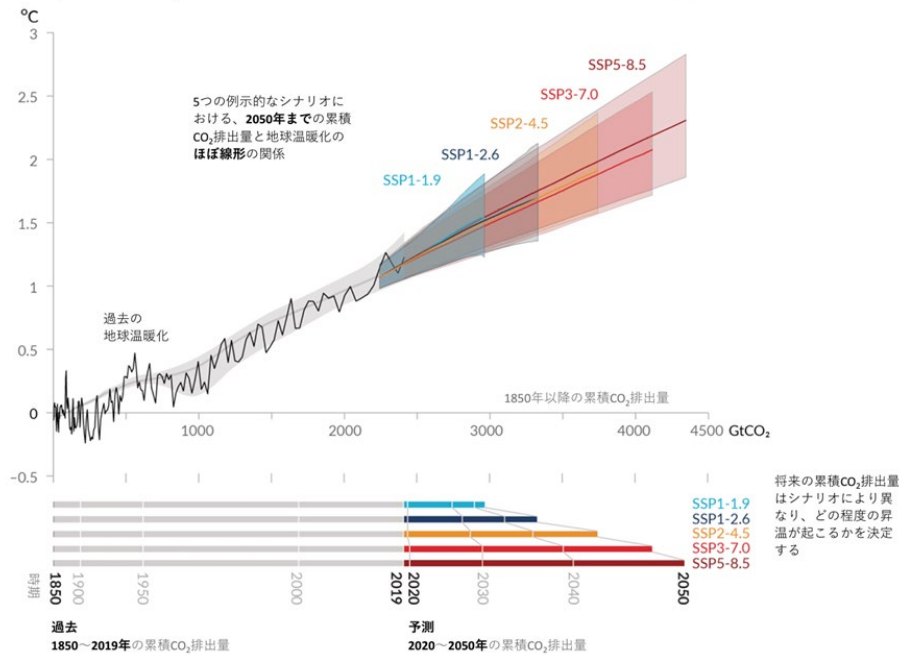 ℃
3
2.5
2
1.5
1
0.5
0
−0.5
5つの例示的なシナリオに
おける、2050年までの累積
CO₂排出量と地球温暖化の
ほぼ線形の関係
SSP5-8.5
SSP3-7.0
SSP2-4.5
SSP1-2.6
SSP1-1.9
過去の
地球温暖化
1850年以降の累積CO₂排出量
1000 2000 3000 4000 4500 GtCO₂
SSP1-1.9
SSP1-2.6
SSP2-4.5
SSP3-7.0
SSP5-8.5
将来の累積CO₂排出量
はシナリオにより異
なり、どの程度の昇
温が起こるかを決定
する
時期 1850 1900 1950 2000 2019 2020 2030 2040 2050
過去
1850〜2019年の累積CO₂排出量
予測
2020〜2050年の累積CO₂排出量